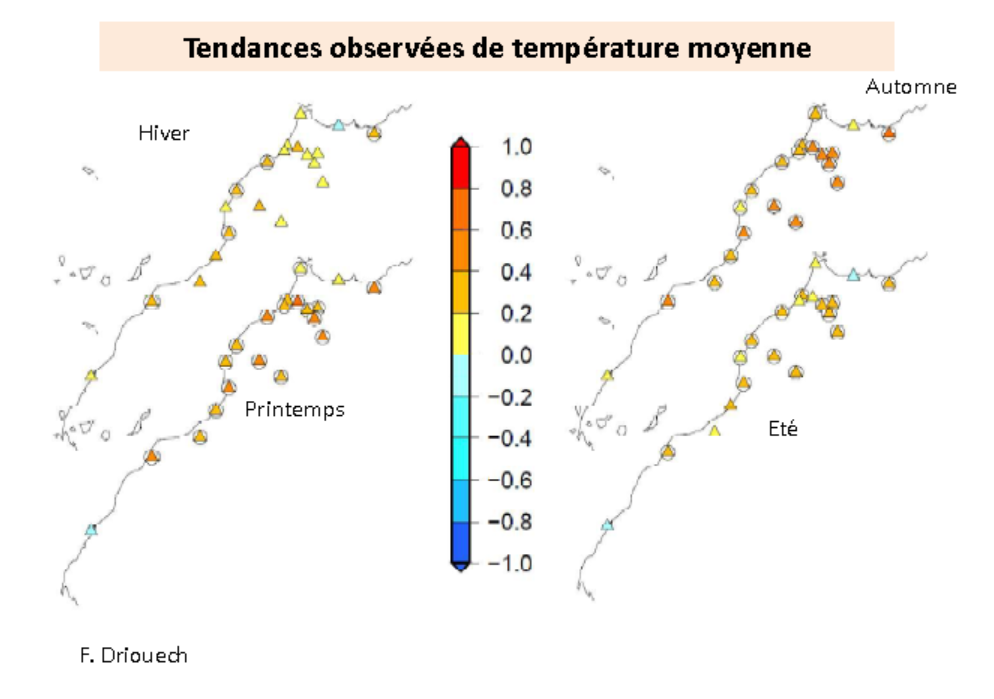 Tendances observées de température moyenne
Automne
Hiver
1.0
0.8
0.6
0.4
0.2
0.0
−0.2
−0.4
−0.6
−0.8
−1.0
Printemps
Eté
F. Driouech